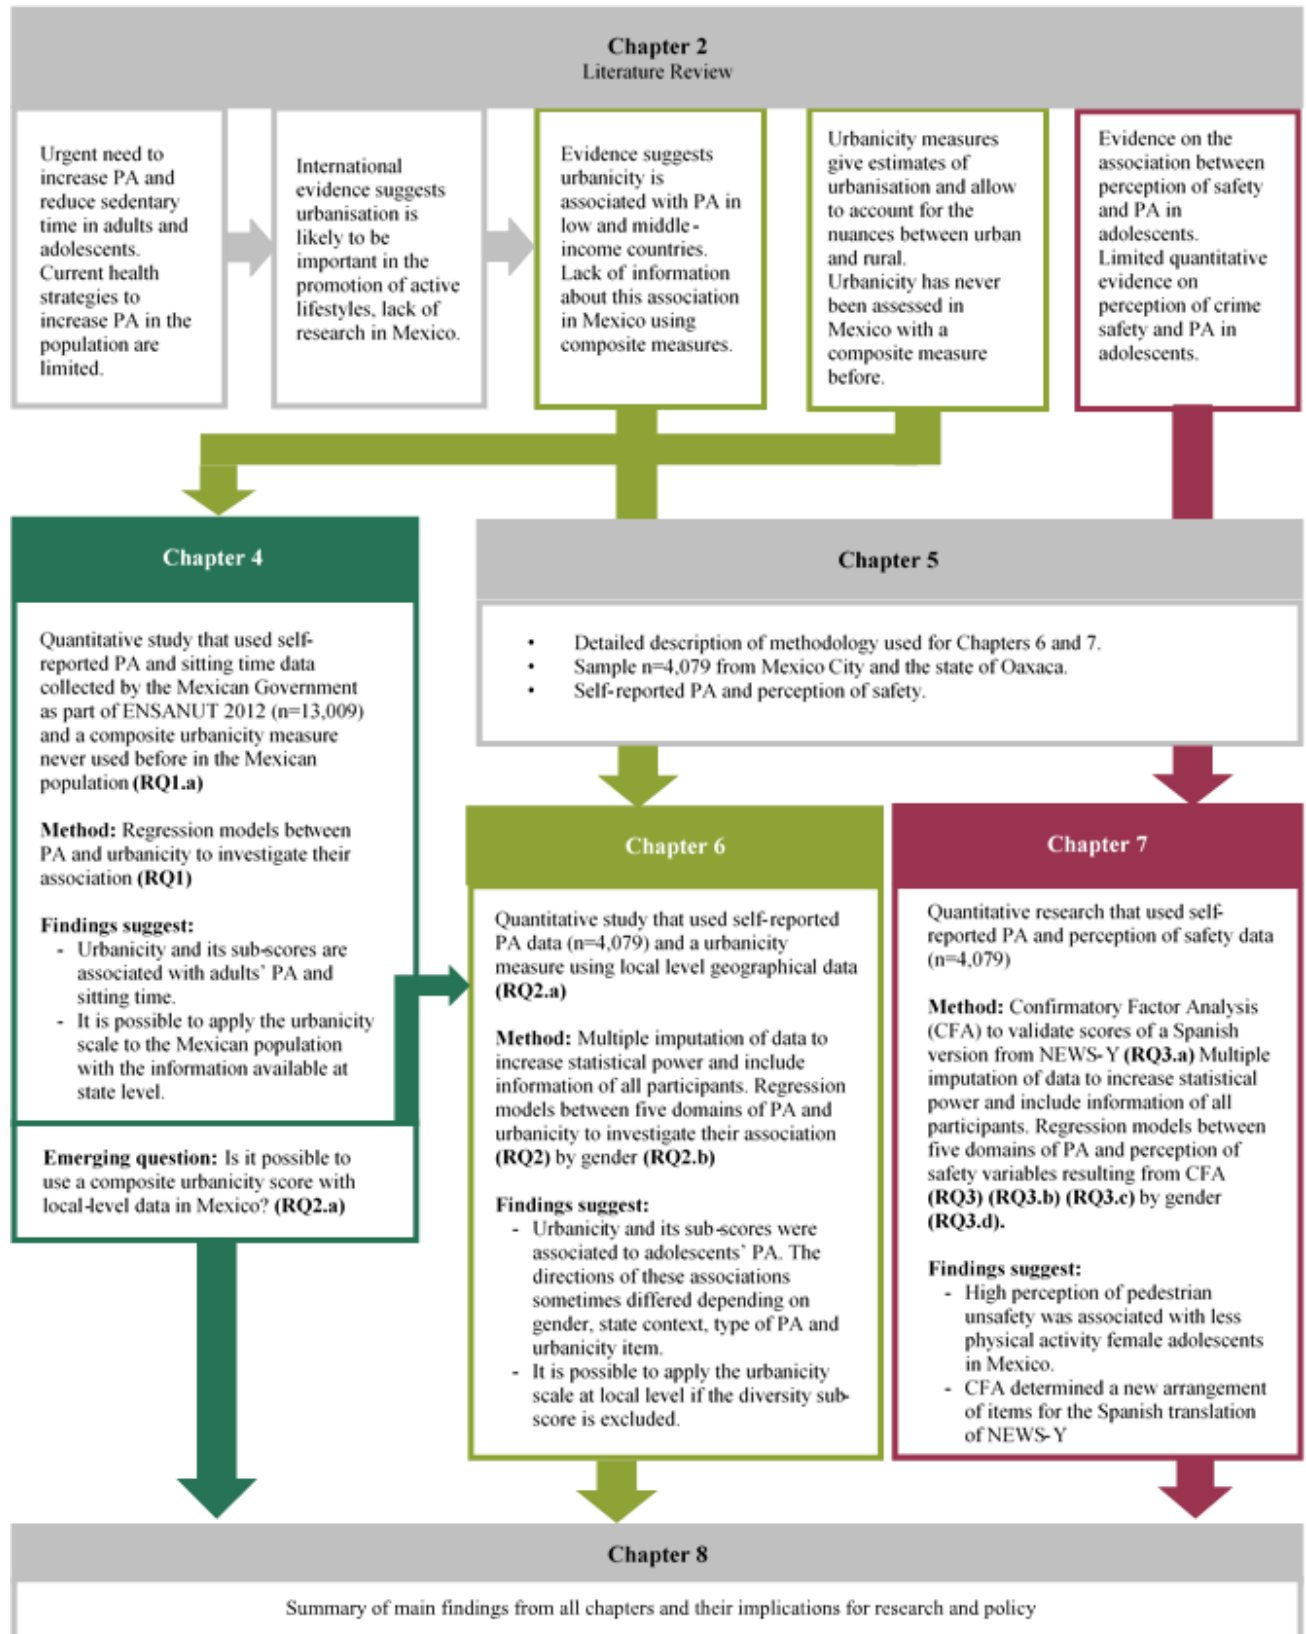 Chapter 2
Literature Review
Urgent need to
increase PA and
reduce sedentary
time in adults and
adolescents.
Current health
strategies to
increase PA in the
population are
limited.
International
evidence suggests
urbanisation is
likely to be
important in the
promotion of active
lifestyles, lack of
research in Mexico.
Evidence suggests
urbanicity is
associated with PA in
low and middle-
income countries.
Lack of information
about this association
in Mexico using
composite measures.
Urbanicity measures
give estimates of
urbanisation and allow
to account for the
nuances between urban
and rural.
Urbanicity has never
been assessed in
Mexico with a
composite measure
before.
Evidence on the
association between
perception of safety
and PA in
adolescents.
Limited quantitative
evidence on
perception of crime
safety and PA in
adolescents.
Chapter 4
Quantitative study that used self-
reported PA and sitting time data
collected by the Mexican Government
as part of ENSANUT 2012 (n=13,009)
and a composite urbanicity measure
never used before in the Mexican
population (RQ1.a)
Method: Regression models between
PA and urbanicity to investigate their
association (RQ1)
Findings suggest:
- Urbanicity and its sub-scores are
associated with adults' PA and
sitting time.
- It is possible to apply the urbanicity
scale to the Mexican population
with the information available at
state level.
Emerging question: Is it possible to
use a composite urbanicity score with
local-level data in Mexico? (RQ2.a)
Chapter 5
• Detailed description of methodology used for Chapters 6 and 7.
• Sample n=4,079 from Mexico City and the state of Oaxaca.
• Self-reported PA and perception of safety.
Chapter 6
Quantitative study that used self-reported
PA data (n=4,079) and a urbanicity
measure using local level geographical data
(RQ2.a)
Method: Multiple imputation of data to
increase statistical power and include
information of all participants. Regression
models between five domains of PA and
urbanicity to investigate their association
(RQ2) by gender (RQ2.b)
Findings suggest:
- Urbanicity and its sub-scores were
associated to adolescents' PA. The
directions of these associations
sometimes differed depending on
gender, state context, type of PA and
urbanicity item.
- It is possible to apply the urbanicity
scale at local level if the diversity sub-
score is excluded.
Chapter 7
Quantitative research that used self-
reported PA and perception of safety data
(n=4,079)
Method: Confirmatory Factor Analysis
(CFA) to validate scores of a Spanish
version from NEWS-Y (RQ3.a) Multiple
imputation of data to increase statistical
power and include information of all
participants. Regression models between
five domains of PA and perception of
safety variables resulting from CFA
(RQ3) (RQ3.b) (RQ3.c) by gender
(RQ3.d).
Findings suggest:
- High perception of pedestrian
unsafety was associated with less
physical activity female adolescents
in Mexico.
- CFA determined a new arrangement
of items for the Spanish translation
of NEWS-Y
Chapter 8
Summary of main findings from all chapters and their implications for research and policy